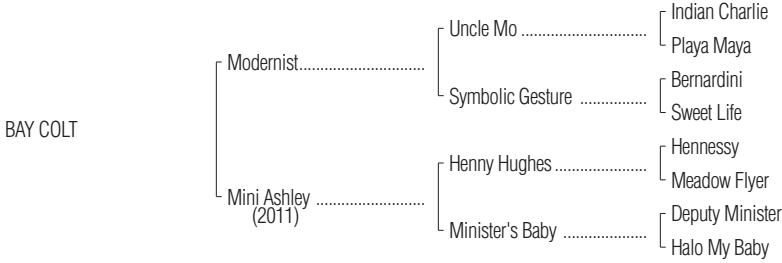 Indian Charlie
Uncle Mo ..............................
Playa Maya
Modernist..............................
Bernardini
Symbolic Gesture ................
Sweet Life
BAY COLT
Hennessy
Henny Hughes......................
Meadow Flyer
Mini Ashley ..........................
(2011)
Deputy Minister
Minister's Baby ....................
Halo My Baby